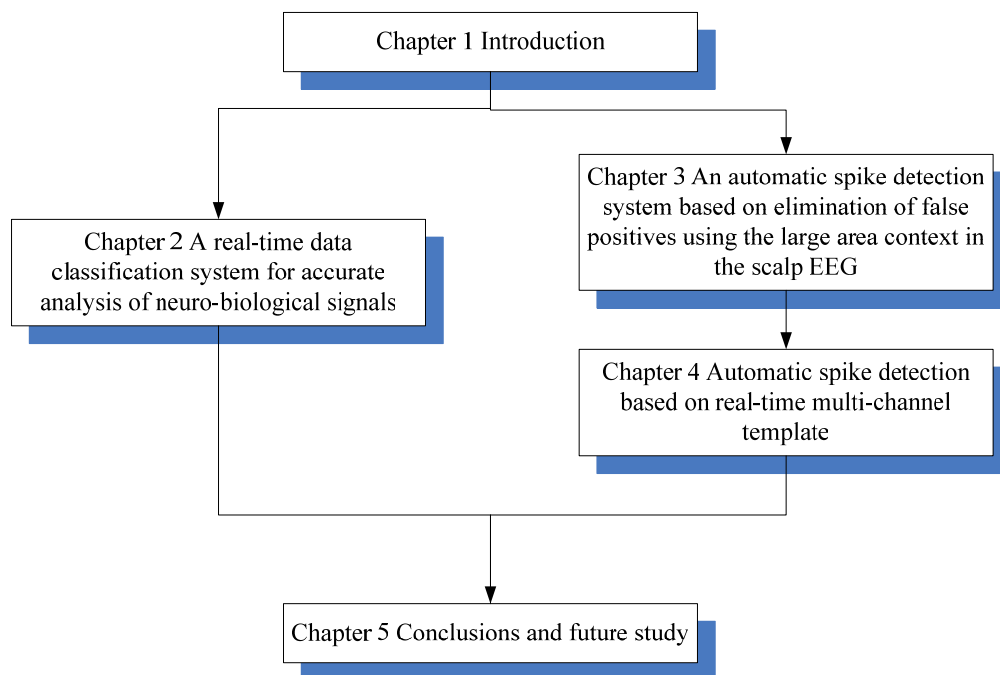 Chapter 1 Introduction
Chapter 2 A real-time data
classification system for accurate
analysis of neuro-biological signals
Chapter 3 An automatic spike detection
system based on elimination of false
positives using the large area context in
the scalp EEG
Chapter 4 Automatic spike detection
based on real-time multi-channel
template
Chapter 5 Conclusions and future study